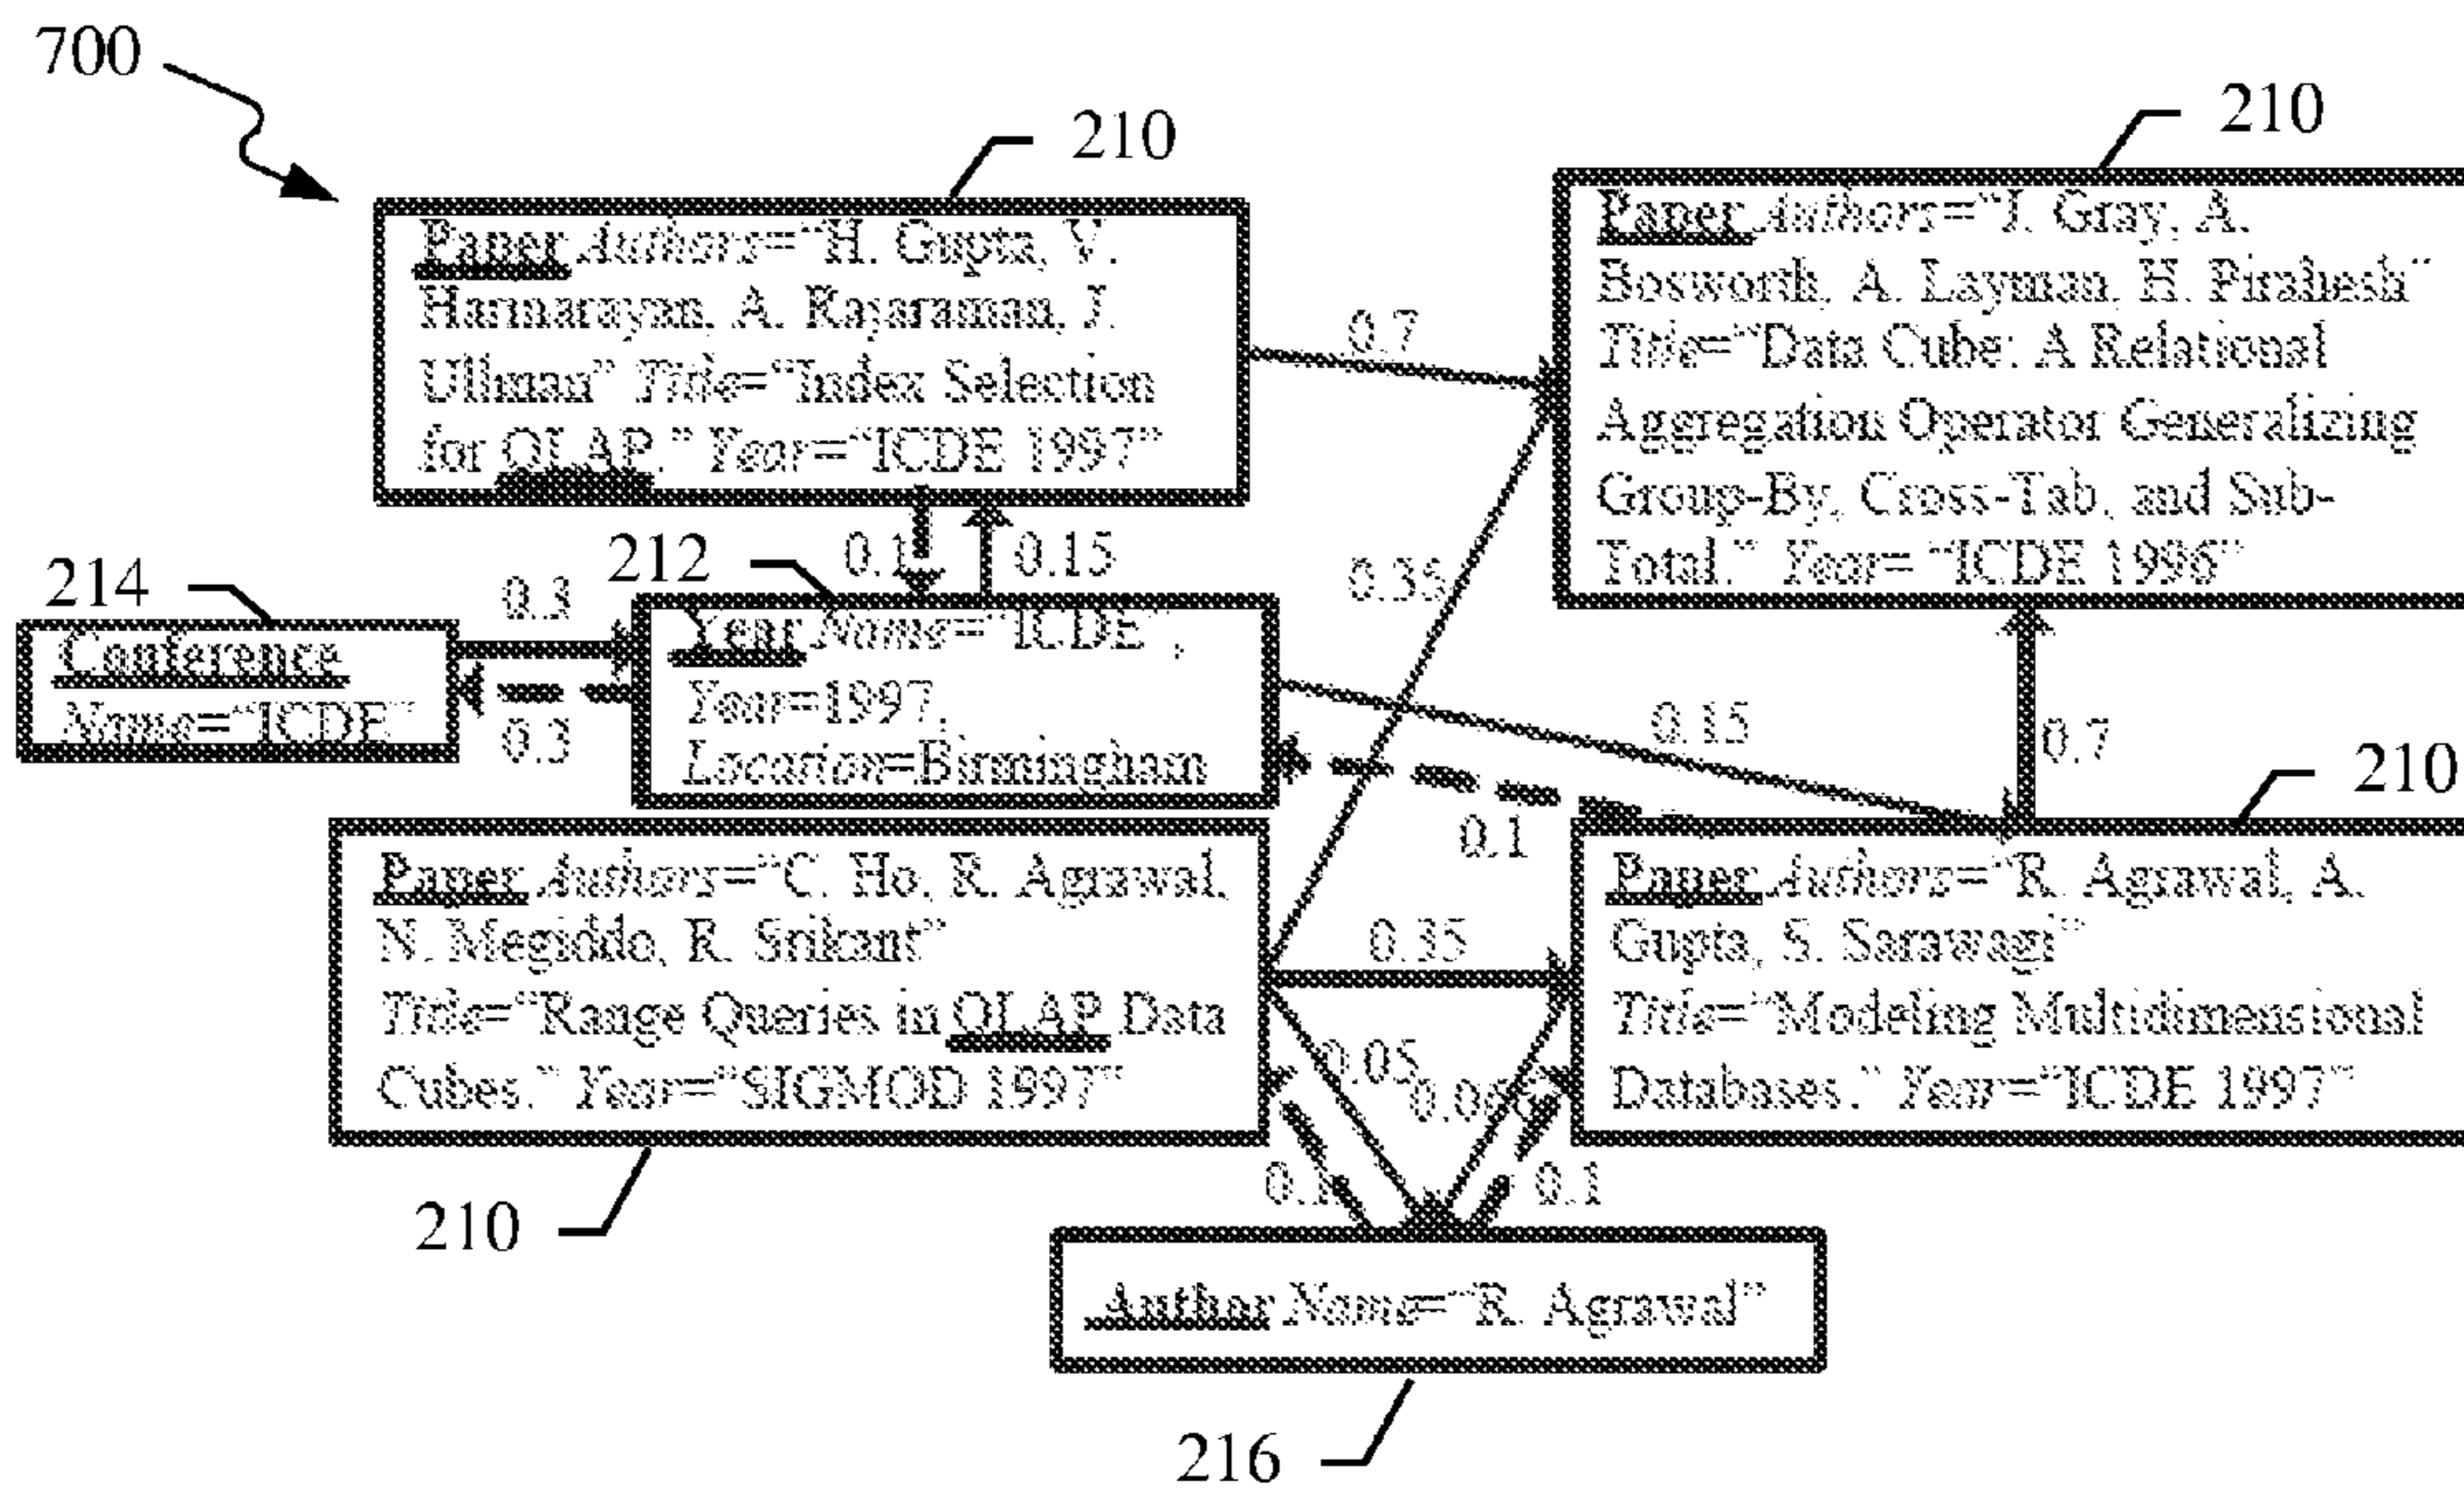 700
210
210
Paper Authors="H. Gupta, V.
Harinarayan, A. Rajaraman, J.
Ullman" Title="Index Selection
for OLAP." Year="ICDE 1997"
Paper Authors="J. Gray, A.
Bosworth, A. Layman, H. Pirahesh"
Title="Data Cube: A Relational
Aggregation Operator Generalizing
Group-By, Cross-Tab, and Sub-
Total." Year= "ICDE 1996"
0.7
0.1
0.15
0.35
214
0.3
212
Conference
Name="ICDE"
0.3
Year Name="ICDE",
Year=1997,
Location=Birmingham
0.15
0.7
0.1
210
Paper Authors="C. Ho, R. Agrawal,
N. Megiddo, R. Srikant"
Title="Range Queries in OLAP Data
Cubes." Year="SIGMOD 1997"
0.35
Paper Authors="R. Agrawal, A.
Gupta, S. Sarawagi"
Title="Modeling Multidimensional
Databases." Year="ICDE 1997"
0.05
0.1
0.1
210
Author Name="R. Agrawal"
216